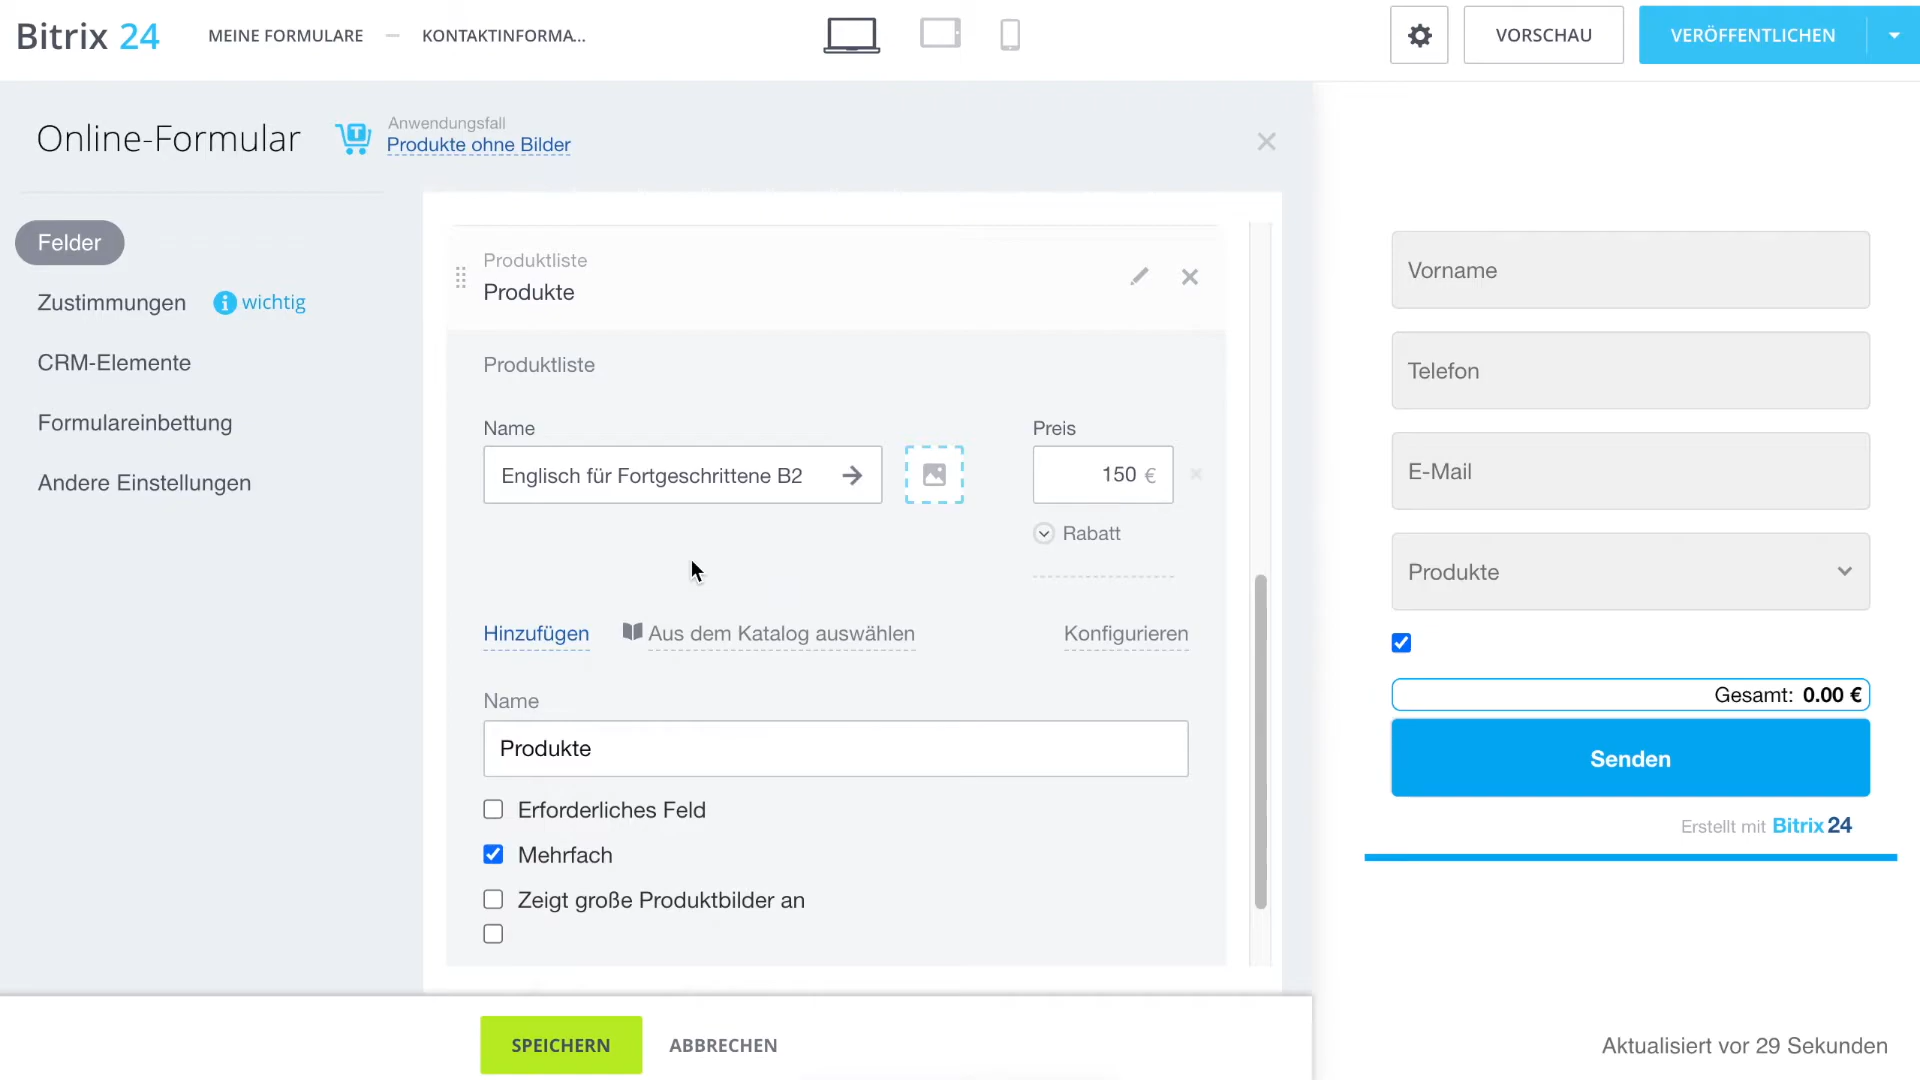 Bitrix 24
MEINE FORMULARE — KONTAKTINFORMA...
VORSCHAU
VERÖFFENTLICHEN
Online-Formular
Anwendungsfall
Produkte ohne Bilder
Felder
Zustimmungen
wichtig
CRM-Elemente
Formulareinbettung
Andere Einstellungen
Produktliste
Produkte
Produktliste
Name
Preis
Englisch für Fortgeschrittene B2
150 €
Rabatt
Hinzufügen
Aus dem Katalog auswählen
Konfigurieren
Name
Produkte
Erforderliches Feld
Mehrfach
Zeigt große Produktbilder an
SPEICHERN
ABBRECHEN
Vorname
Telefon
E-Mail
Produkte
Gesamt: 0.00 €
Senden
Erstellt mit Bitrix24
Aktualisiert vor 29 Sekunden